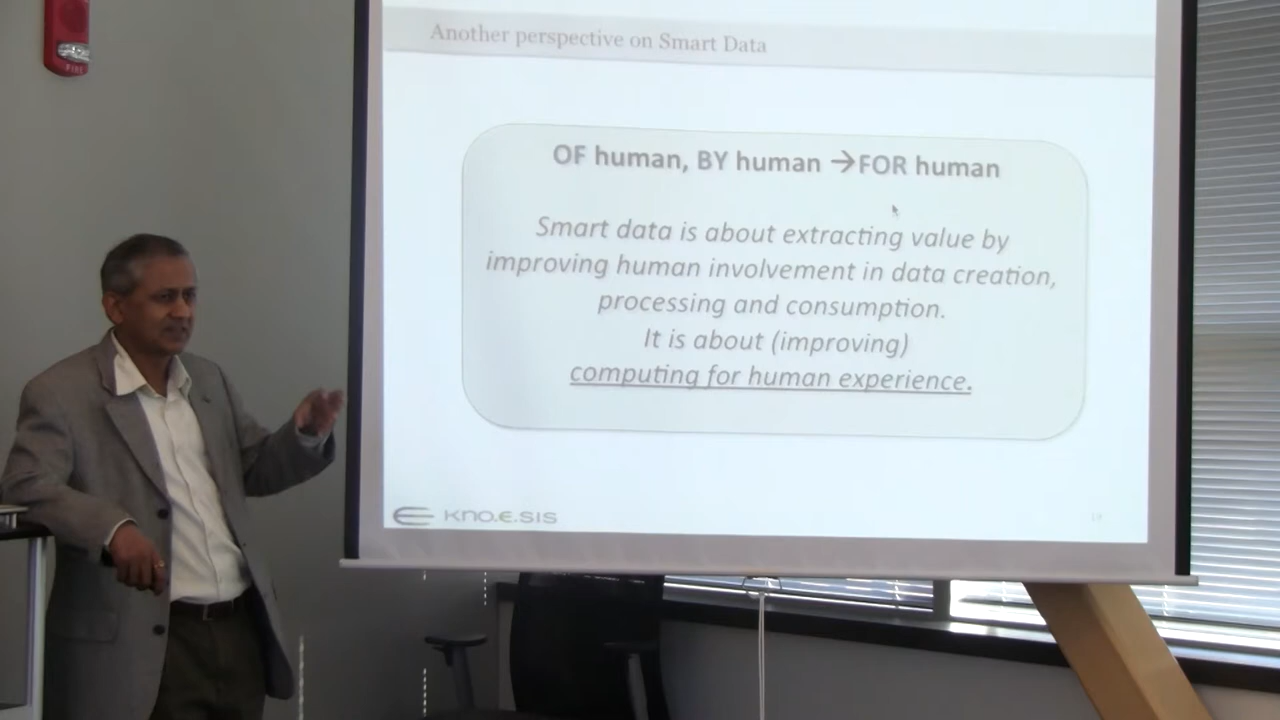 FIRE
Another perspective on Smart Data
OF human, BY human →FOR human
Smart data is about extracting value by
improving human involvement in data creation,
processing and consumption.
It is about (improving)
computing for human experience.
KNO.E.SIS